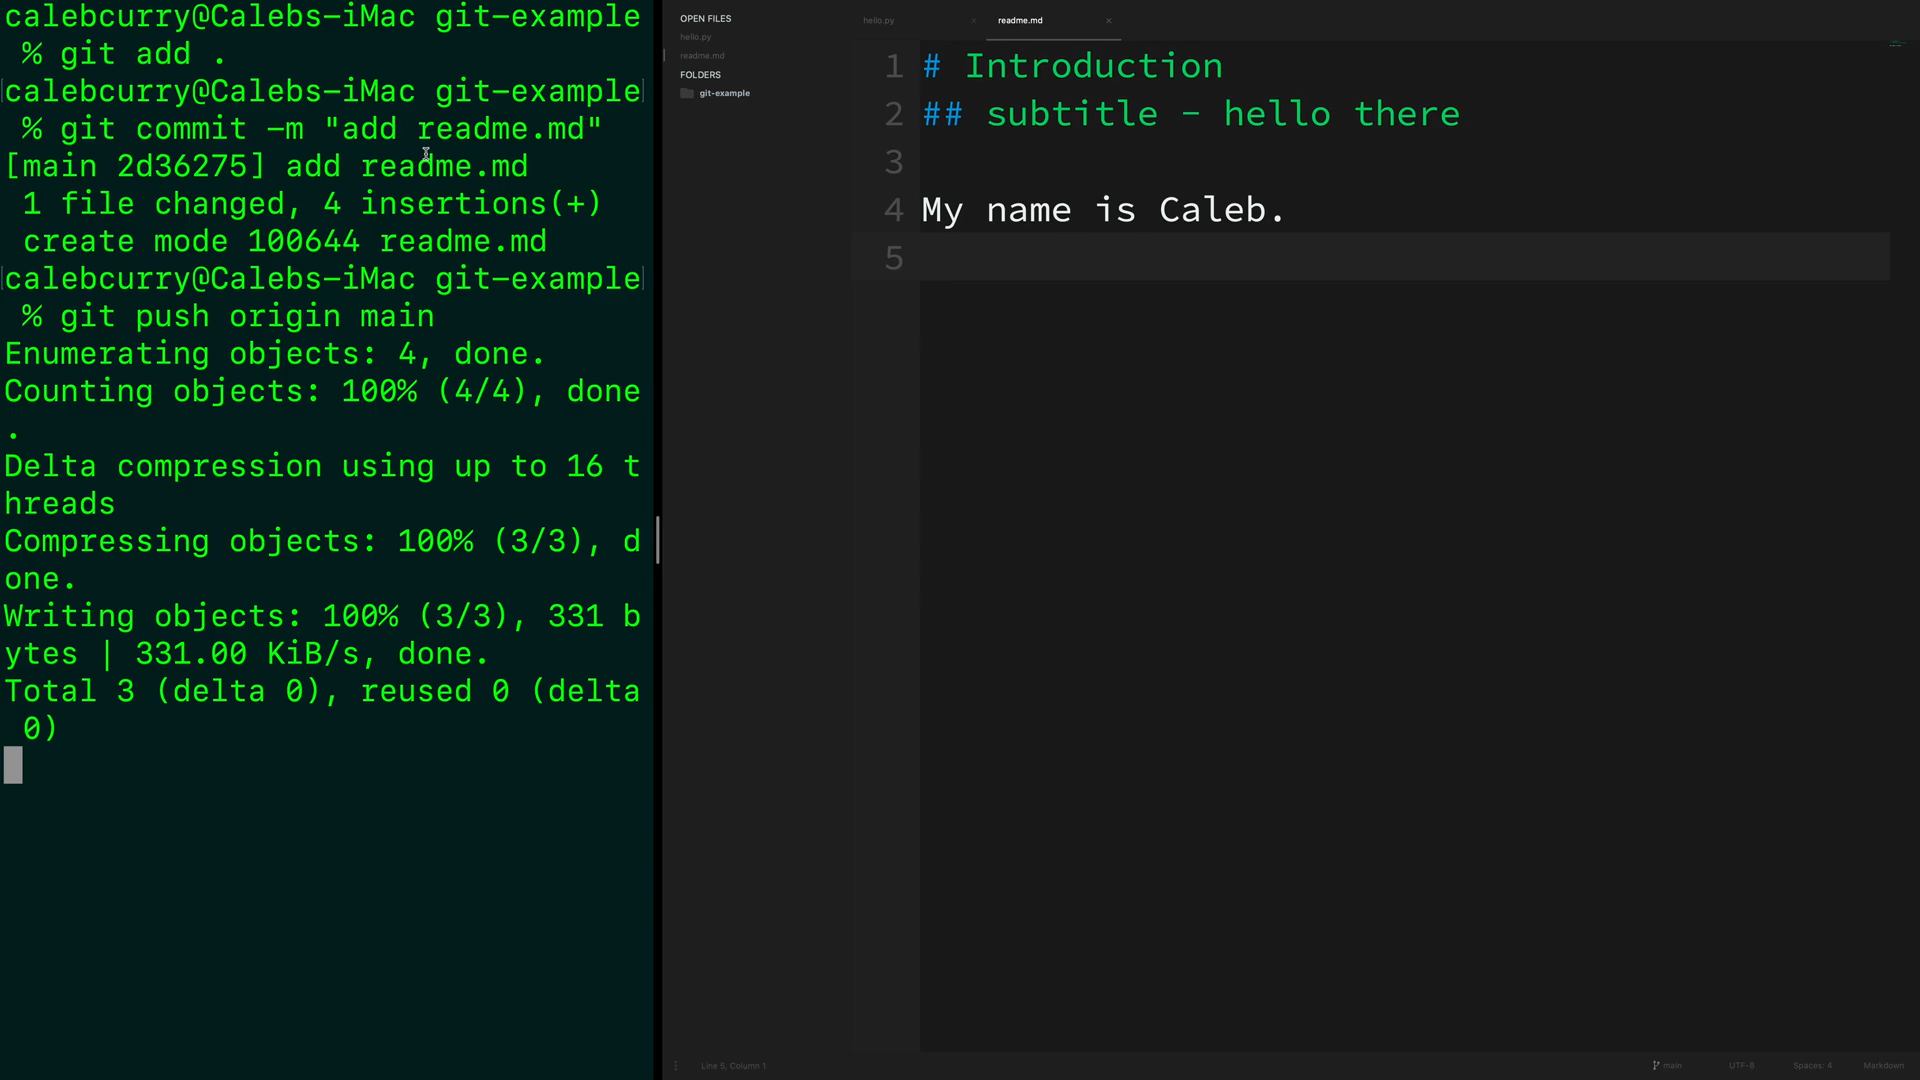 calebcurry@Calebs-iMac git-example
% git add .
calebcurry@Calebs-iMac git-example
% git commit -m "add readme.md"
[main 2d36275] add readme.md
1 file changed, 4 insertions(+)
create mode 100644 readme.md
calebcurry@Calebs-iMac git-example
% git push origin main
Enumerating objects: 4, done.
Counting objects: 100% (4/4), done
.
Delta compression using up to 16 t
hreads
Compressing objects: 100% (3/3), d
one.
Writing objects: 100% (3/3), 331 b
ytes | 331.00 KiB/s, done.
Total 3 (delta 0), reused 0 (delta
0)
OPEN FILES
hello.py
readme.md
FOLDERS
git-example
hello.py × readme.md ×
1 # Introduction
2 ## subtitle - hello there
3
4 My name is Caleb.
5
Line 5, Column 1
main UTF-8 Spaces: 4 Markdown